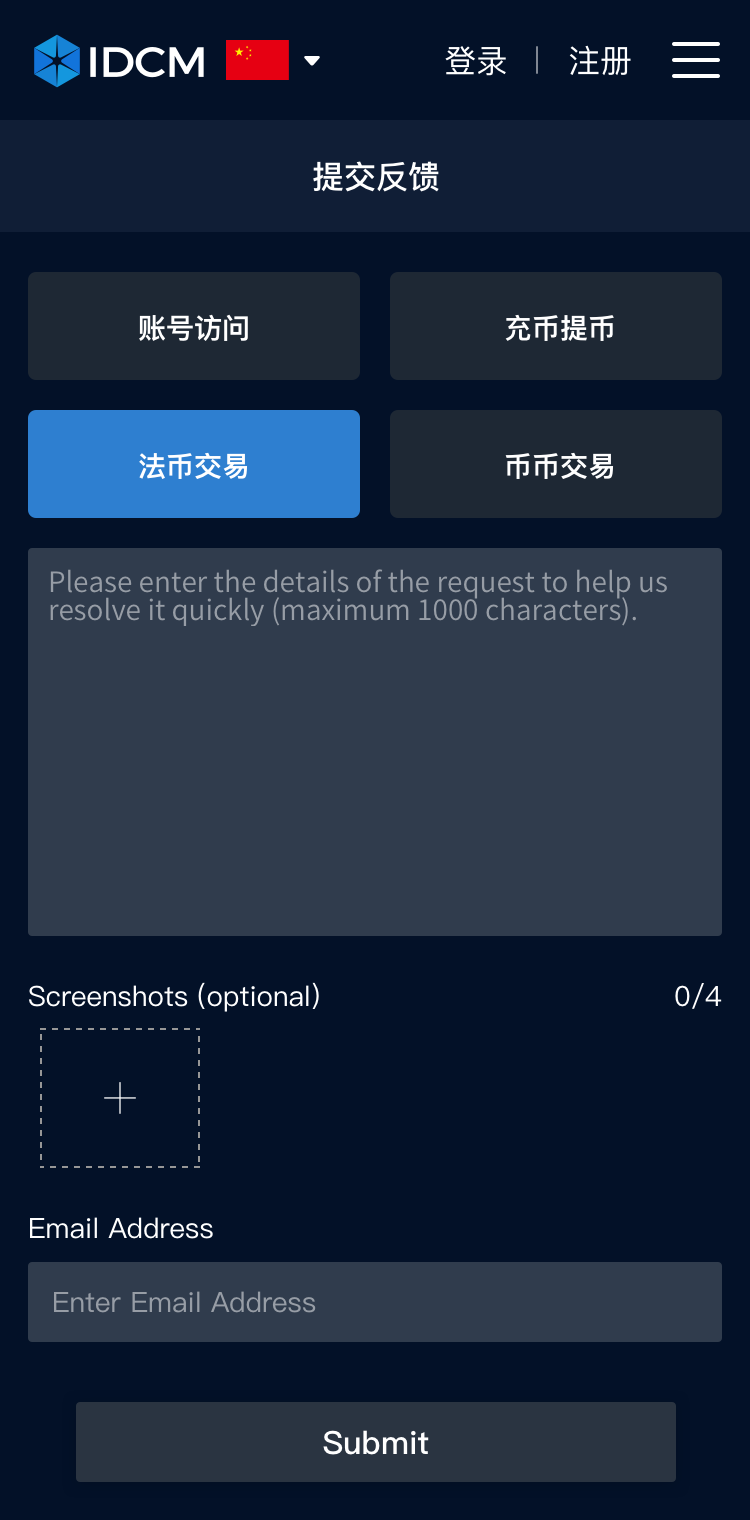 IDCM 登录 注册
提交反馈
账号访问 充币提币
法币交易 币币交易
Please enter the details of the request to help us
resolve it quickly (maximum 1000 characters).
Screenshots (optional) 0/4
Email Address
Enter Email Address
Submit